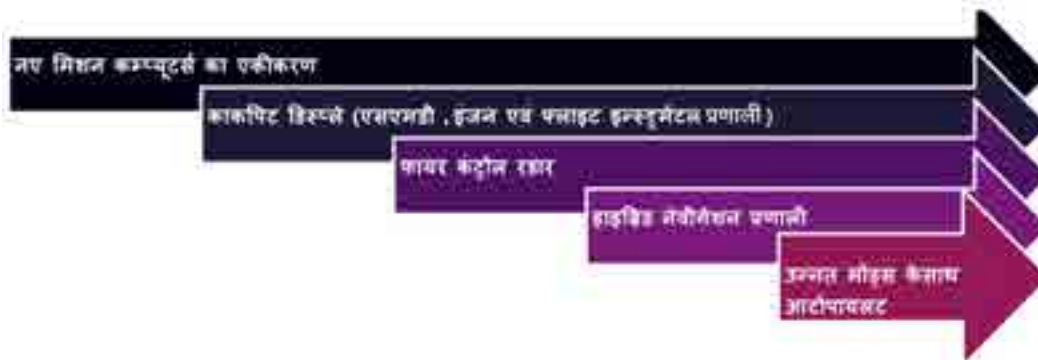 नए मिशन कम्प्यूटर्स का एकीकरण
काकपिट डिस्प्ले (एसएमडी ,इंजन एवं फ्लाइट इन्स्ट्रूमेंटल प्रणाली)
फायर कंट्रोल रडार
हाइब्रिड नेवीगेशन प्रणाली
उन्नत मोड्स केसाथ
आटोपायलट